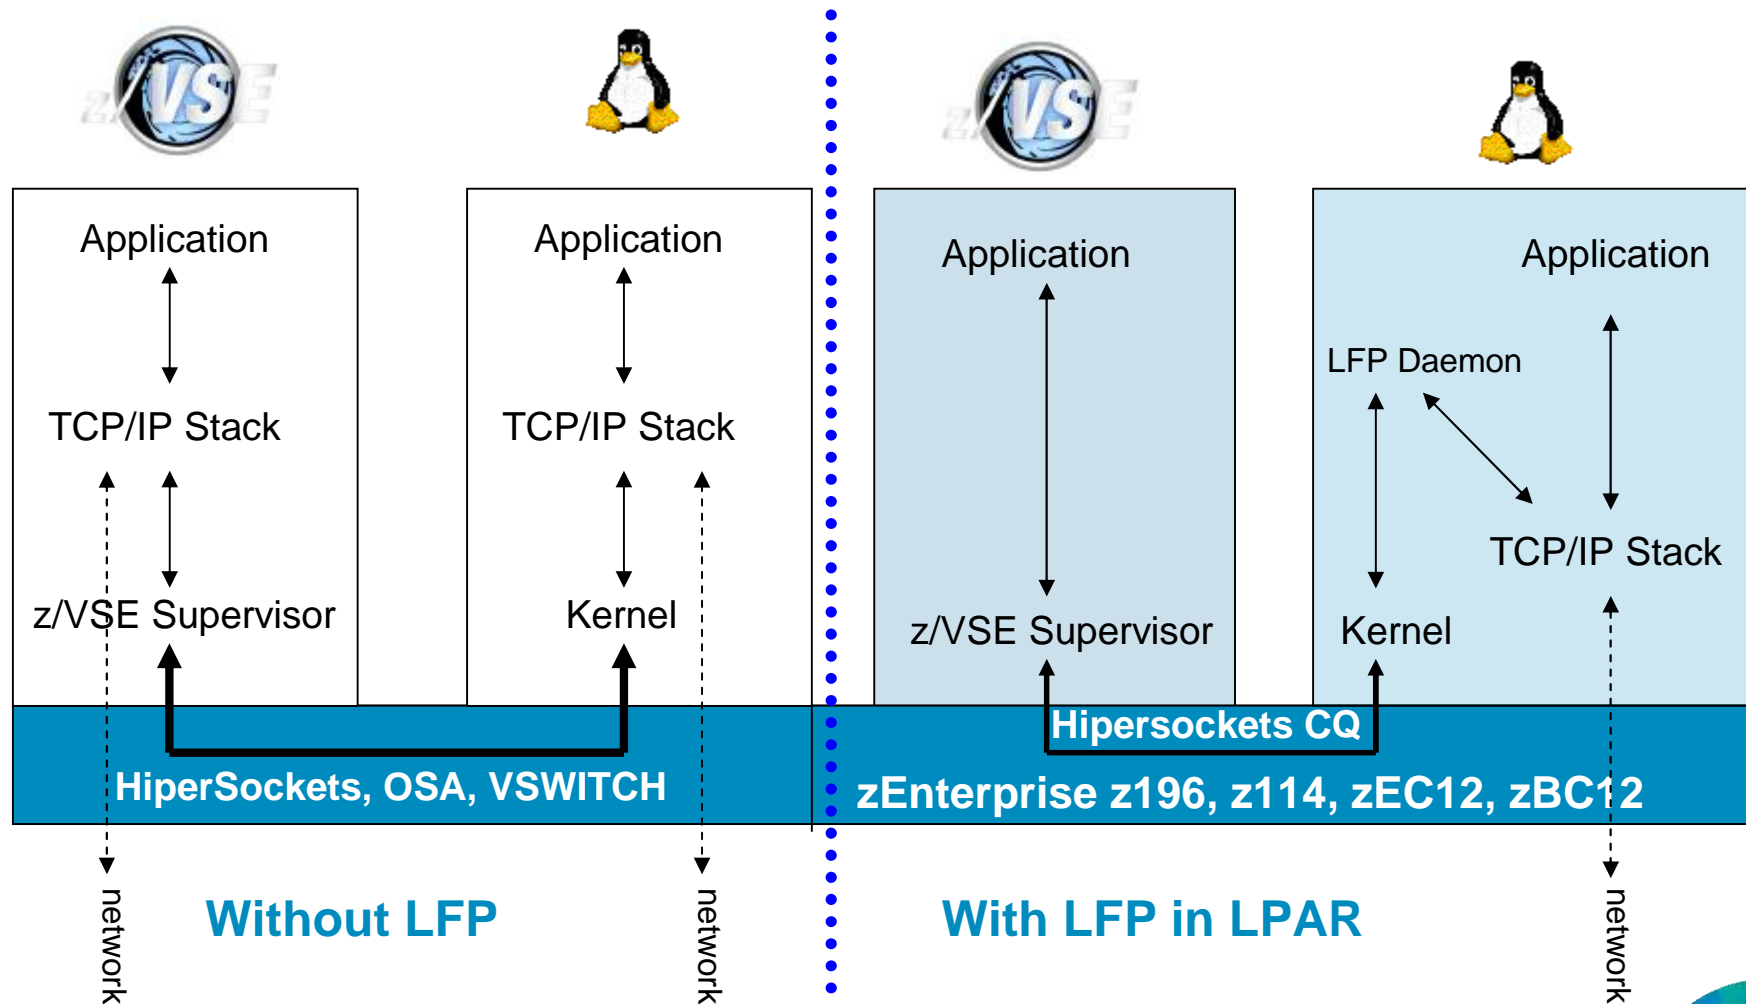 z/VSE
z/VSE
Application
Application
Application
Application
LFP Daemon
TCP/IP Stack
TCP/IP Stack
TCP/IP Stack
z/VSE Supervisor
Kernel
z/VSE Supervisor
Kernel
Hipersockets CQ
HiperSockets, OSA, VSWITCH
zEnterprise z196, z114, zEC12, zBC12
network
Without LFP
network
With LFP in LPAR
network